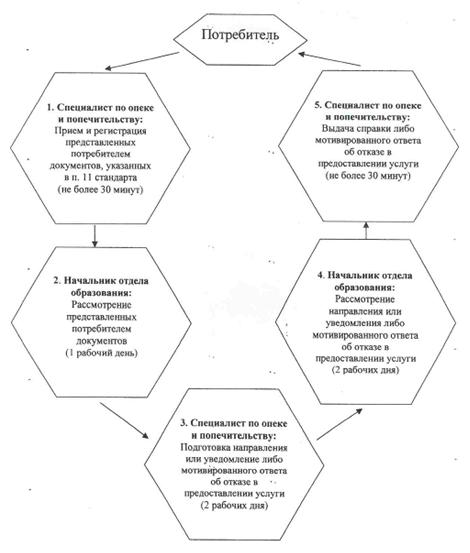 Потребитель
1. Специалист по опеке
и попечительству:
Прием и регистрация
представленных
потребителем
документов, указанных
в п. 11 стандарта
(не более 30 минут)
2. Начальник отдела
образования:
Рассмотрение
представленных
потребителем
документов
(1 рабочий день)
3. Специалист по опеке
и попечительству:
Подготовка направления
или уведомление либо
мотивированного ответа
об отказе в
предоставлении услуги
(2 рабочих дня)
4. Начальник отдела
образования:
Рассмотрение
направления или
уведомления либо
мотивированного ответа
об отказе в
предоставлении услуги
(2 рабочих дня)
5. Специалист по опеке
и попечительству:
Выдача справки либо
мотивированного ответа
об отказе в
предоставлении услуги
(не более 30 минут)